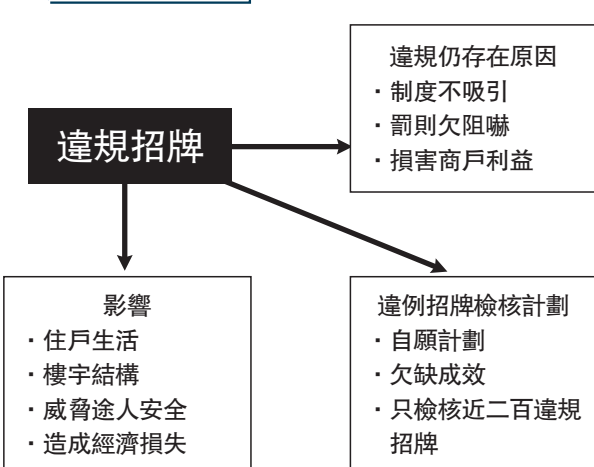 違規仍存在原因
・制度不吸引
・罰則欠阻嚇
・損害商戶利益
違規招牌
影響
・住戶生活
・樓宇結構
・威脅途人安全
・造成經濟損失
違例招牌檢核計劃
・自願計劃
・欠缺成效
・只檢核近二百違規
招牌